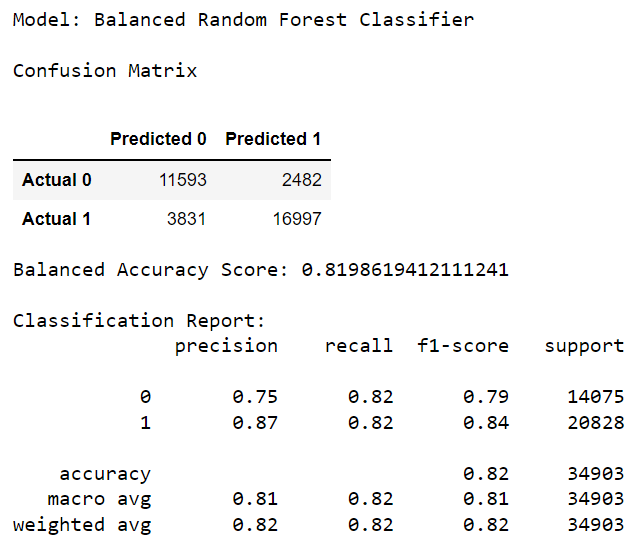 Model: Balanced Random Forest Classifier
Confusion Matrix
Predicted 0 Predicted 1
Actual 0 11593 2482
Actual 1 3831 16997
Balanced Accuracy Score: 0.8198619412111241
Classification Report:
precision recall f1-score support
0 0.75 0.82 0.79 14075
1 0.87 0.82 0.84 20828
accuracy 0.82 34903
macro avg 0.81 0.82 0.81 34903
weighted avg 0.82 0.82 0.82 34903